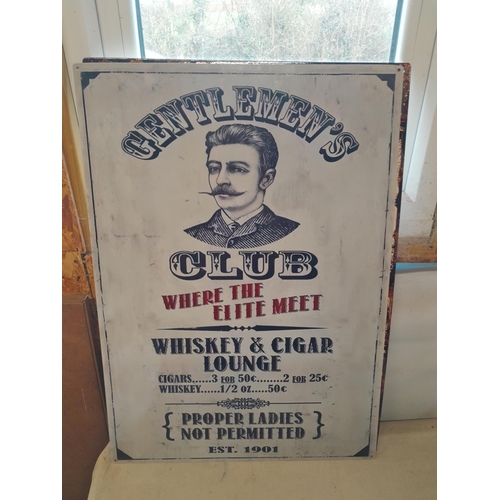 GENTLEMEN'S
CLUB
WHERE THE
ELITE MEET
WHISKEY & CIGAR
LOUNGE
CIGARS......3 FOR 50¢........2 FOR 25¢
WHISKEY......1/2 OZ.....50¢
{ PROPER LADIES
NOT PERMITTED }
EST. 1901